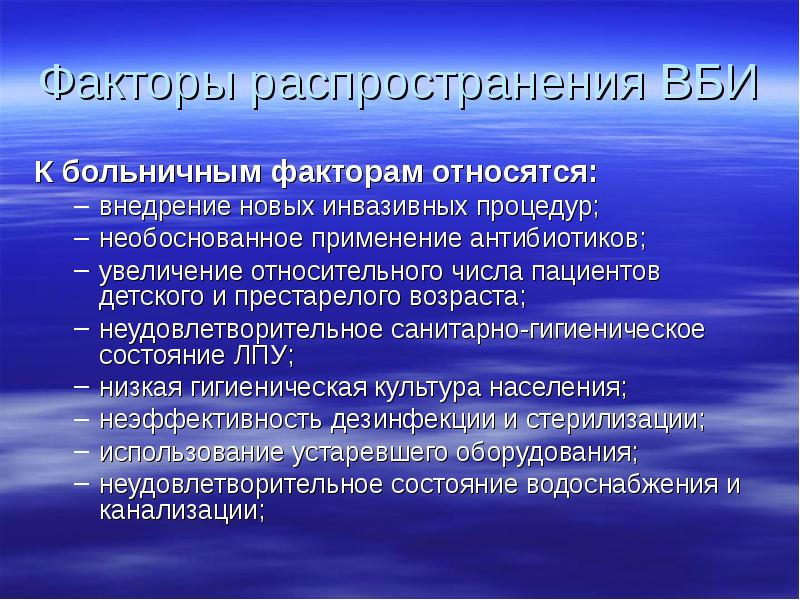 Факторы распространения ВБИ
К больничным факторам относятся:
– внедрение новых инвазивных процедур;
– необоснованное применение антибиотиков;
– увеличение относительного числа пациентов
детского и престарелого возраста;
– неудовлетворительное санитарно-гигиеническое
состояние ЛПУ;
– низкая гигиеническая культура населения;
– неэффективность дезинфекции и стерилизации;
– использование устаревшего оборудования;
– неудовлетворительное состояние водоснабжения и
канализации;